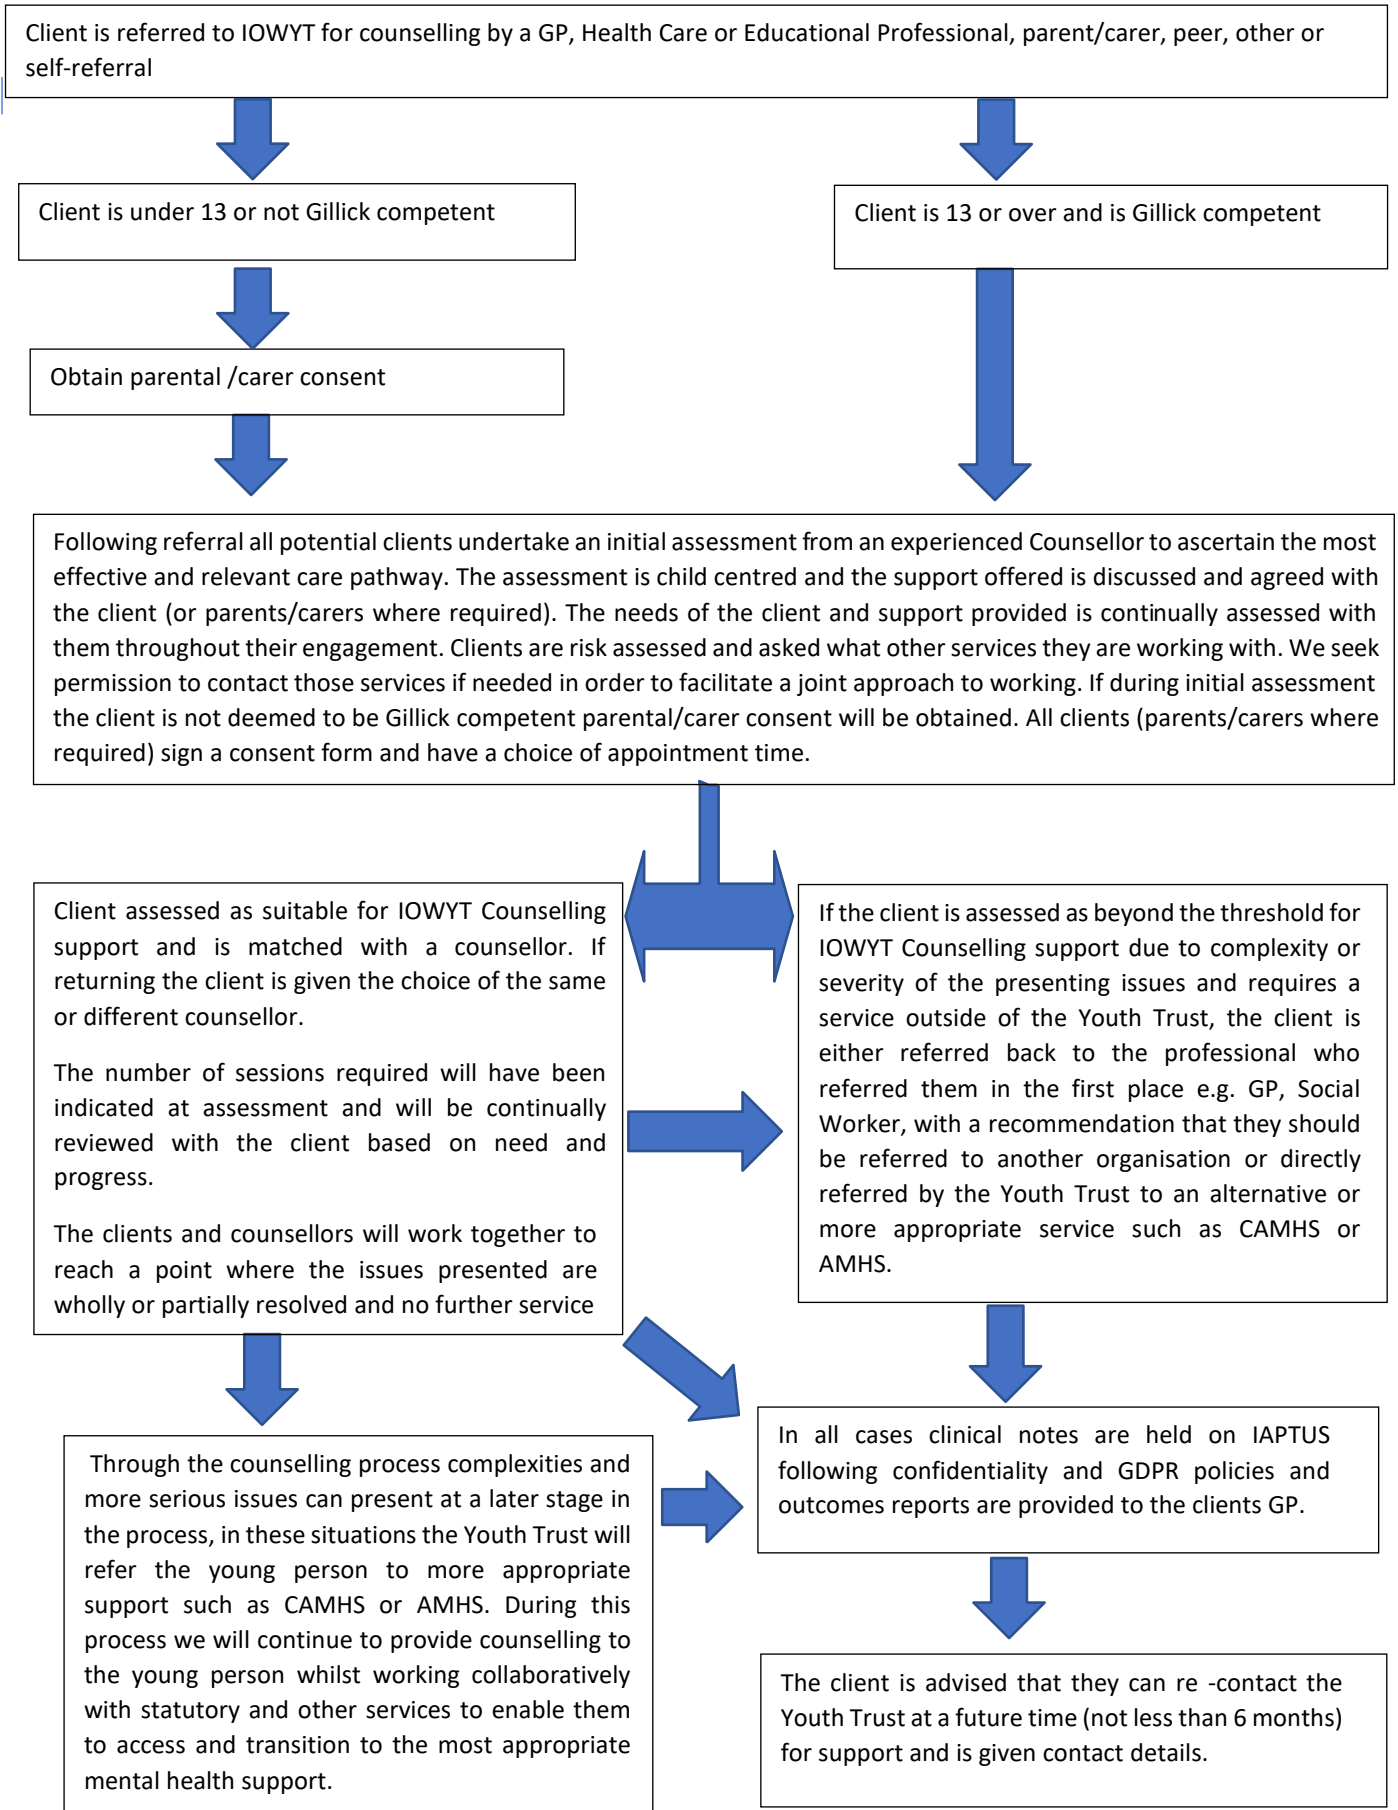 Client is referred to IOWYT for counselling by a GP, Health Care or Educational Professional, parent/carer, peer, other or
self-referral
Client is under 13 or not Gillick competent
Client is 13 or over and is Gillick competent
Obtain parental /carer consent
Following referral all potential clients undertake an initial assessment from an experienced Counsellor to ascertain the most
effective and relevant care pathway. The assessment is child centred and the support offered is discussed and agreed with
the client (or parents/carers where required). The needs of the client and support provided is continually assessed with
them throughout their engagement. Clients are risk assessed and asked what other services they are working with. We seek
permission to contact those services if needed in order to facilitate a joint approach to working. If during initial assessment
the client is not deemed to be Gillick competent parental/carer consent will be obtained. All clients (parents/carers where
required) sign a consent form and have a choice of appointment time.
Client assessed as suitable for IOWYT Counselling
support and is matched with a counsellor. If
returning the client is given the choice of the same
or different counsellor.
The number of sessions required will have been
indicated at assessment and will be continually
reviewed with the client based on need and
progress.
The clients and counsellors will work together to
reach a point where the issues presented are
wholly or partially resolved and no further service
If the client is assessed as beyond the threshold for
IOWYT Counselling support due to complexity or
severity of the presenting issues and requires a
service outside of the Youth Trust, the client is
either referred back to the professional who
referred them in the first place e.g. GP, Social
Worker, with a recommendation that they should
be referred to another organisation or directly
referred by the Youth Trust to an alternative or
more appropriate service such as CAMHS or
AMHS.
Through the counselling process complexities and
more serious issues can present at a later stage in
the process, in these situations the Youth Trust will
refer the young person to more appropriate
support such as CAMHS or AMHS. During this
process we will continue to provide counselling to
the young person whilst working collaboratively
with statutory and other services to enable them
to access and transition to the most appropriate
mental health support.
In all cases clinical notes are held on IAPTUS
following confidentiality and GDPR policies and
outcomes reports are provided to the clients GP.
The client is advised that they can re -contact the
Youth Trust at a future time (not less than 6 months)
for support and is given contact details.